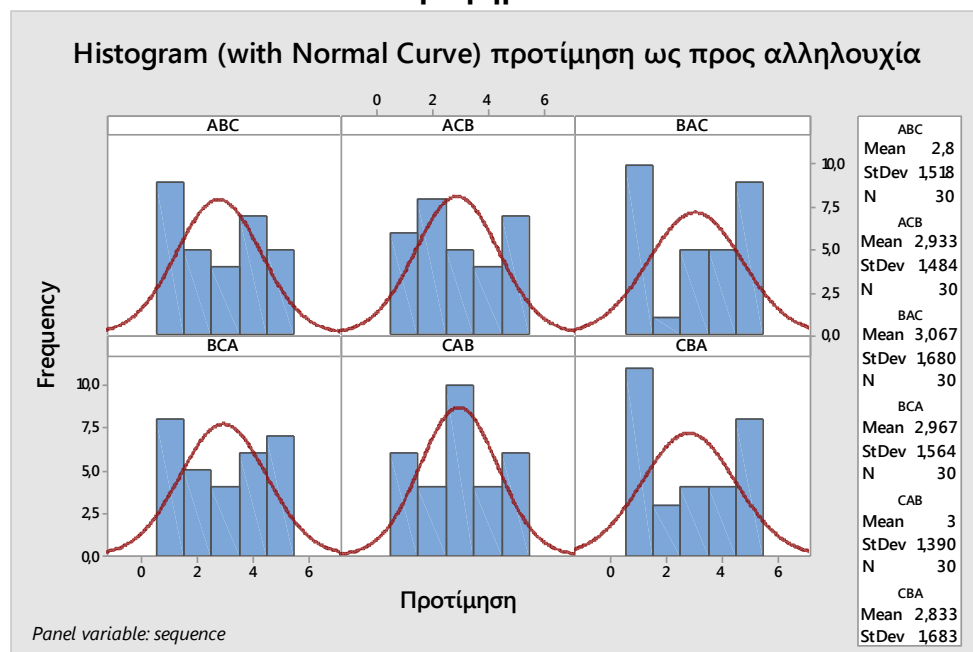 Histogram (with Normal Curve) προτίμηση ως προς αλληλουχία
0 2 4 6
ABC ACB BAC
10,0
7,5
5,0
2,5
0,0
BCA CAB CBA
10,0
7,5
5,0
2,5
0,0
0 2 4 6
0 2 4 6
Frequency
Προτίμηση
Panel variable: sequence
ABC
Mean 2,8
StDev 1,518
N 30
ACB
Mean 2,933
StDev 1,484
N 30
BAC
Mean 3,067
StDev 1,680
N 30
BCA
Mean 2,967
StDev 1,564
N 30
CAB
Mean 3
StDev 1,390
N 30
CBA
Mean 2,833
StDev 1,683